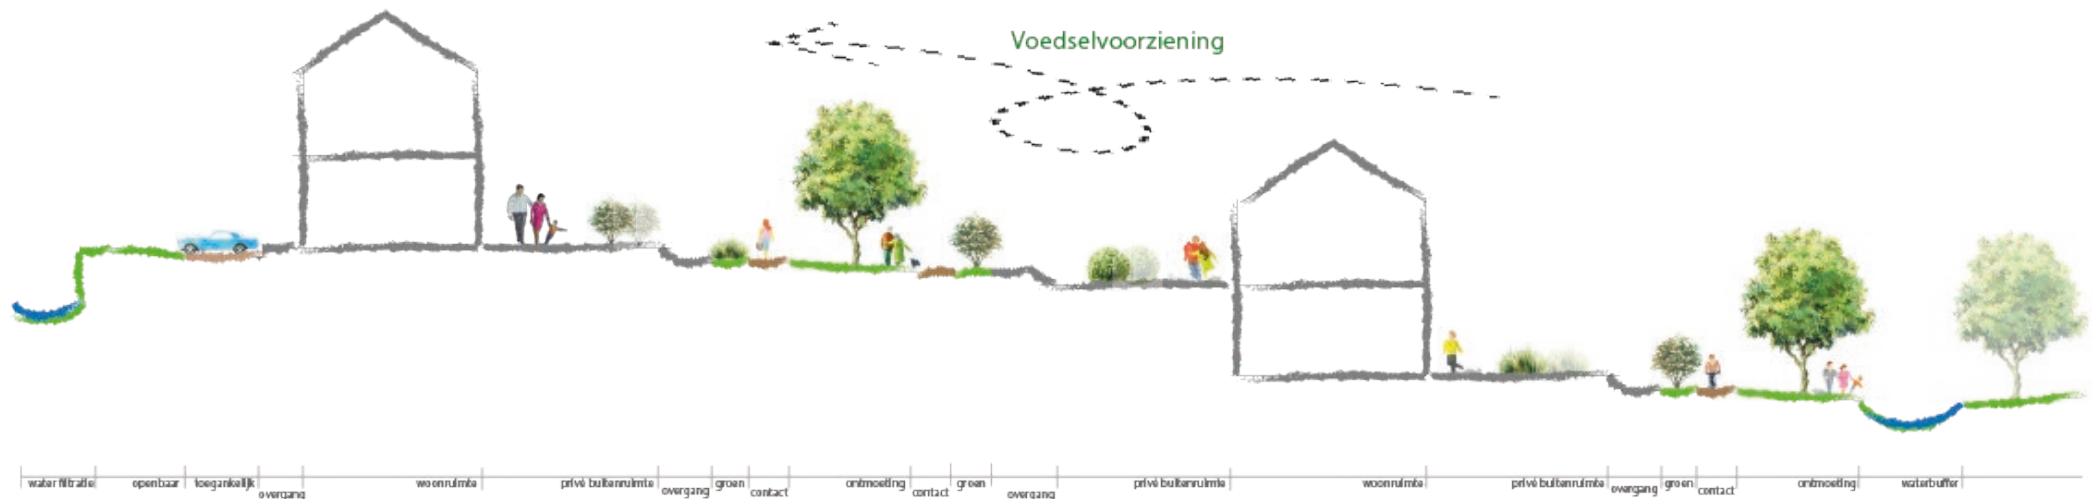 Voedselvoorziening
water filtratie
openbaar
toegankelijk
overgang
woonruimte
privé buitenruimte
overgang
groen
contact
ontmoeting
contact
groen
overgang
privé buitenruimte
woonruimte
privé buitenruimte
overgang
groen
contact
ontmoeting
waterbuffer